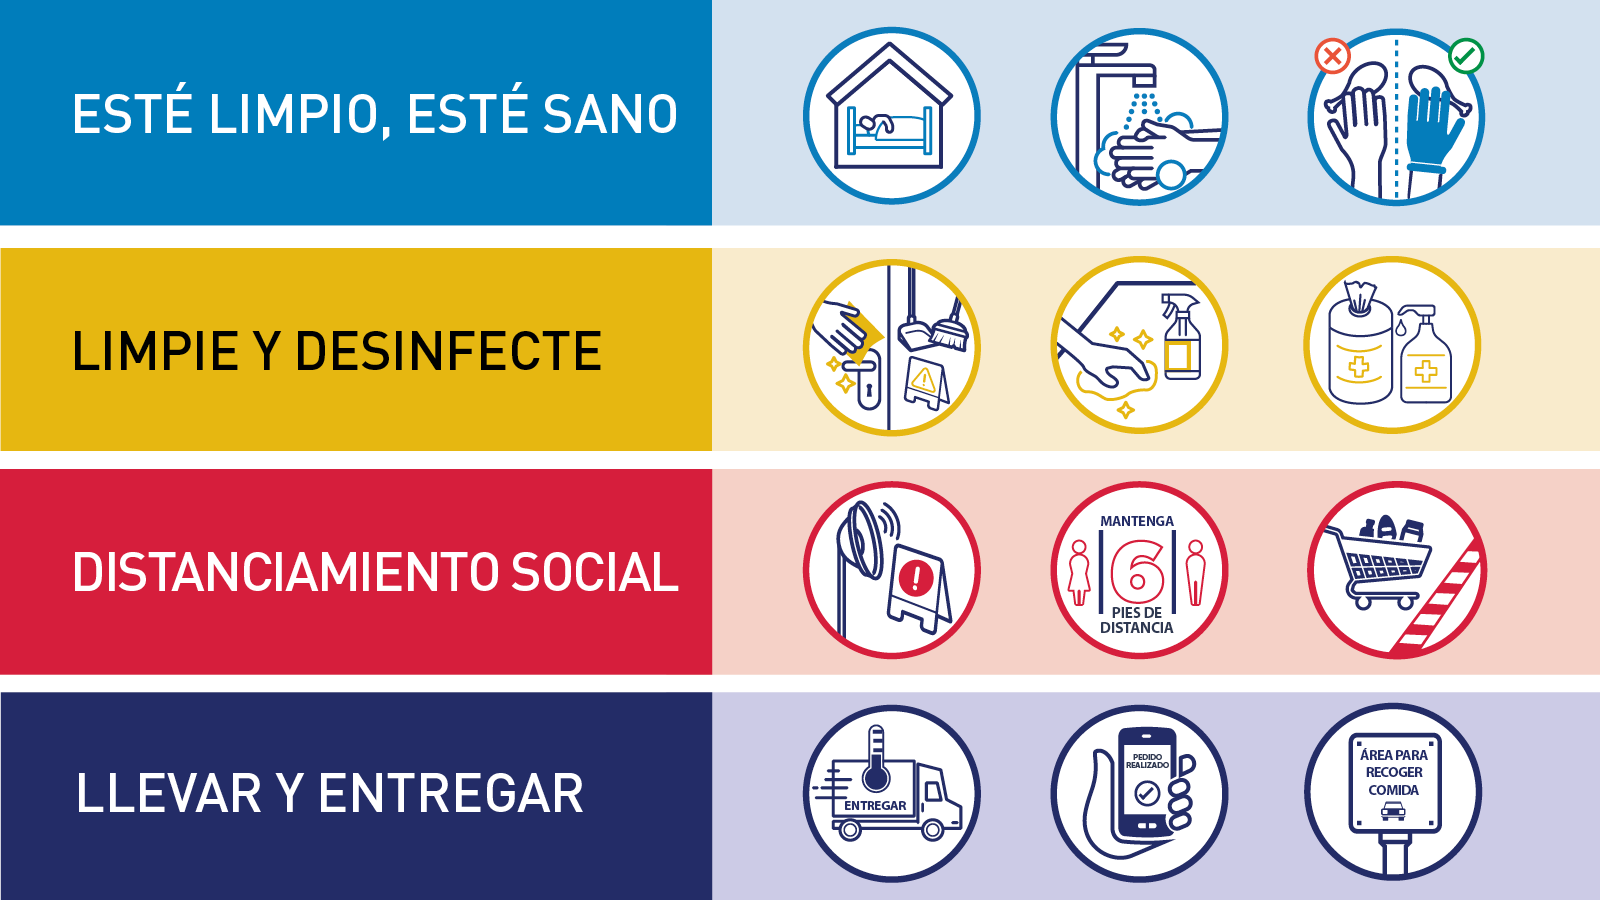 ESTÉ LIMPIO, ESTÉ SANO
LIMPIE Y DESINFECTE
DISTANCIAMIENTO SOCIAL
MANTENGA
6
PIES DE
DISTANCIA
LLEVAR Y ENTREGAR
ENTREGAR
PEDIDO
REALIZADO
ÁREA PARA
RECOGER
COMIDA